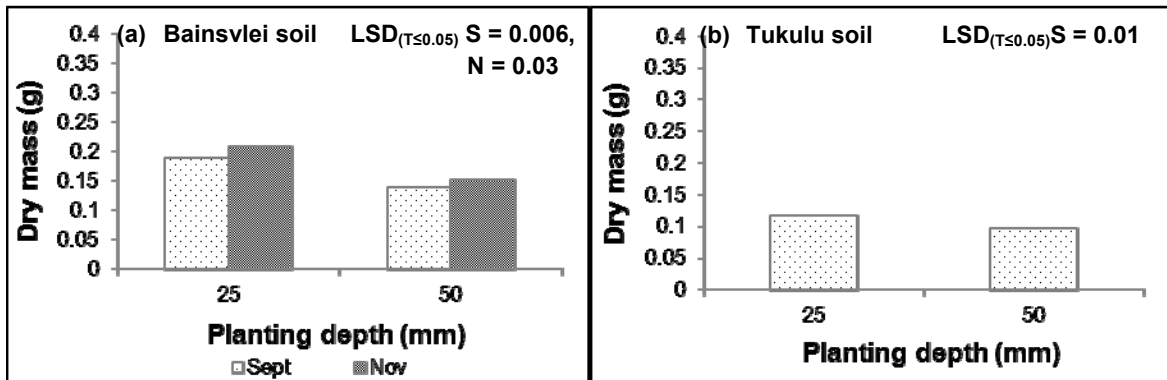 (a) Bainsvlei soil LSD(T≤0.05) S = 0.006,
N = 0.03
0.4
0.35
0.3
0.25
0.2
0.15
0.1
0.05
0
Dry mass (g)
25 50
Planting depth (mm)
Sept Nov
(b) Tukulu soil LSD(T≤0.05)S = 0.01
0.4
0.35
0.3
0.25
0.2
0.15
0.1
0.05
0
Dry mass (g)
25 50
Planting depth (mm)